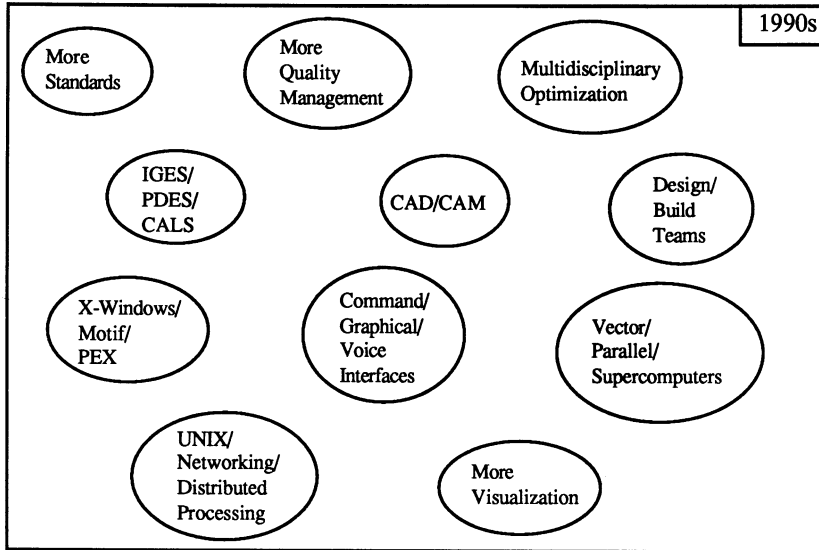 1990s
More
Standards
More
Quality
Management
Multidisciplinary
Optimization
IGES/
PDES/
CALS
CAD/CAM
Design/
Build
Teams
X-Windows/
Motif/
PEX
Command/
Graphical/
Voice
Interfaces
Vector/
Parallel/
Supercomputers
UNIX/
Networking/
Distributed
Processing
More
Visualization